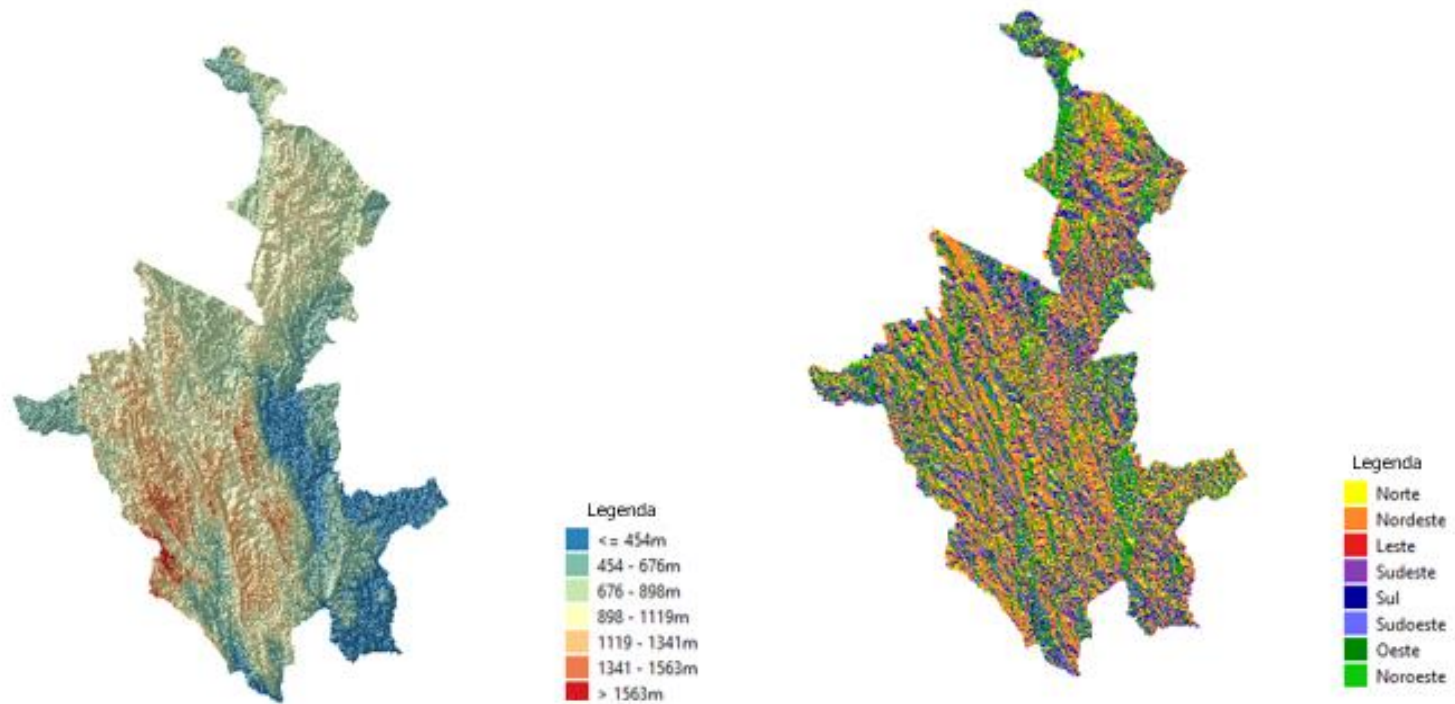 Legenda
<= 454m
454 - 676m
676 - 898m
898 - 1119m
1119 - 1341m
1341 - 1563m
> 1563m
Legenda
Norte
Nordeste
Leste
Sudeste
Sul
Sudoeste
Oeste
Noroeste